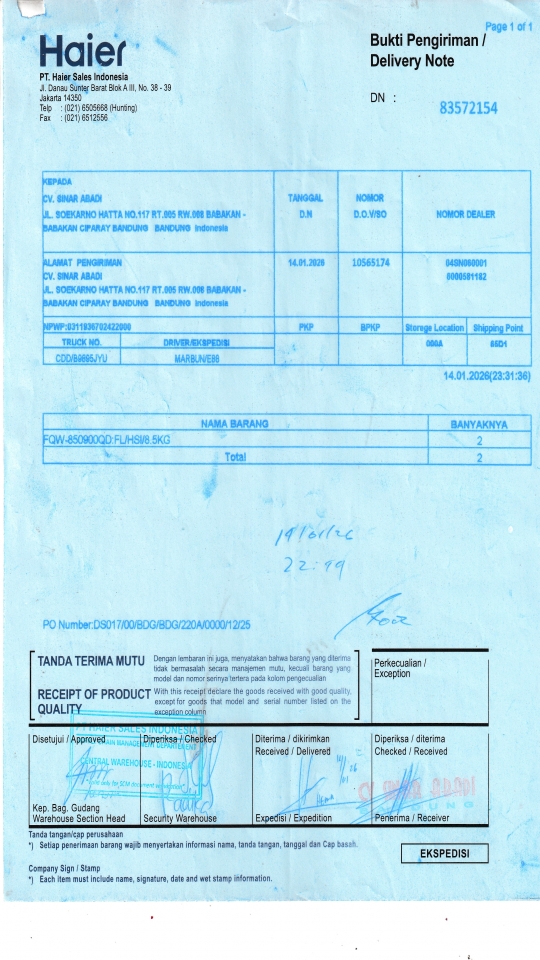 Page 1 of 1
Haier
Bukti Pengiriman /
Delivery Note
PT. Haier Sales Indonesia
Jl. Danau Sunter Barat Blok A III, No. 38 - 39
Jakarta 14350
Telp : (021) 6505668 (Hunting)
Fax : (021) 6512556
DN : 83572154
KEPADA
CV. SINAR ABADI
JL. SOEKARNO HATTA NO.117 RT.005 RW.008 BABAKAN -
BABAKAN CIPARAY BANDUNG BANDUNG Indonesia
TANGGAL
D.N
NOMOR
D.O.V/SO
NOMOR DEALER
ALAMAT PENGIRIMAN
CV. SINAR ABADI
JL. SOEKARNO HATTA NO.117 RT.005 RW.008 BABAKAN -
BABAKAN CIPARAY BANDUNG BANDUNG Indonesia
14.01.2026
10565174
NPWP:0311836702422000
PKP
BPKP
Storage Location
Shipping Point
TRUCK NO.
DRIVER/EKSPEDISI
000A
MARBUN/E86
14.01.2026(23:31:36)
NAMA BARANG BANYAKNYA
FQW-850900QD:FL/HSI/8.5KG 2
Total 2
PO Number:DS017/00/BDG/BDG/220A/0000/12/25
TANDA TERIMA MUTU
Dengan lembaran ini juga, menyatakan bahwa barang yang diterima
tidak bermasalah secara manajemen mutu, kecuali barang yang
model dan nomor serinya tertera pada kolom pengecualian
RECEIPT OF PRODUCT
QUALITY
With this receipt declare the goods received with good quality,
except for goods that model and serial number listed on the
exception column
Perkecualian /
Exception
PT HAIER SALES INDONESIA
CENTRAL WAREHOUSE - INDONESIA
Disetujui / Approved
Diperiksa / Checked
Diterima / dikirimkan
Received / Delivered
Diperiksa / diterima
Checked / Received
Kep. Bag. Gudang
Warehouse Section Head
Security Warehouse
Expedisi / Expedition
Penerima / Receiver
Tanda tangan/cap perusahaan
*) Setiap penerimaan barang wajib menyertakan informasi nama, tanda tangan, tanggal dan Cap basah.
EKSPEDISI
Company Sign / Stamp
*) Each item must include name, signature, date and wet stamp information.